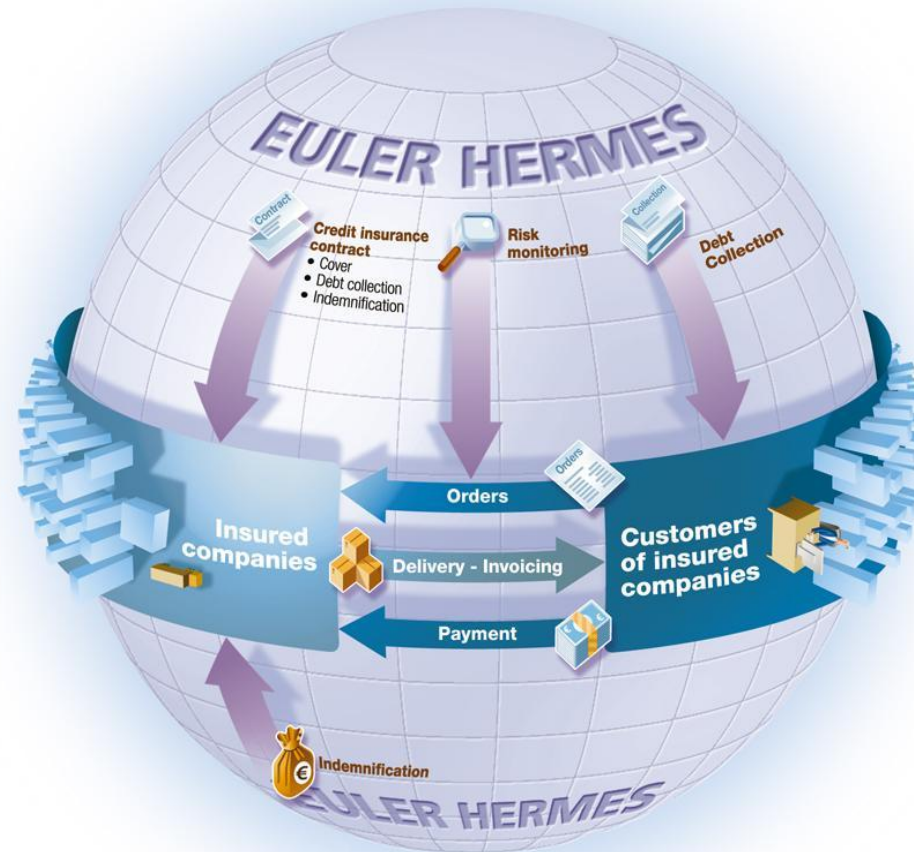 EULER HERMES
Contract
Credit insurance
contract
• Cover
• Debt collection
• Indemnification
Risk
monitoring
Collection
Debt
Collection
Orders
Orders
Insured
companies
Delivery - Invoicing
Customers
of insured
companies
Payment
€
Indemnification
EULER HERMES